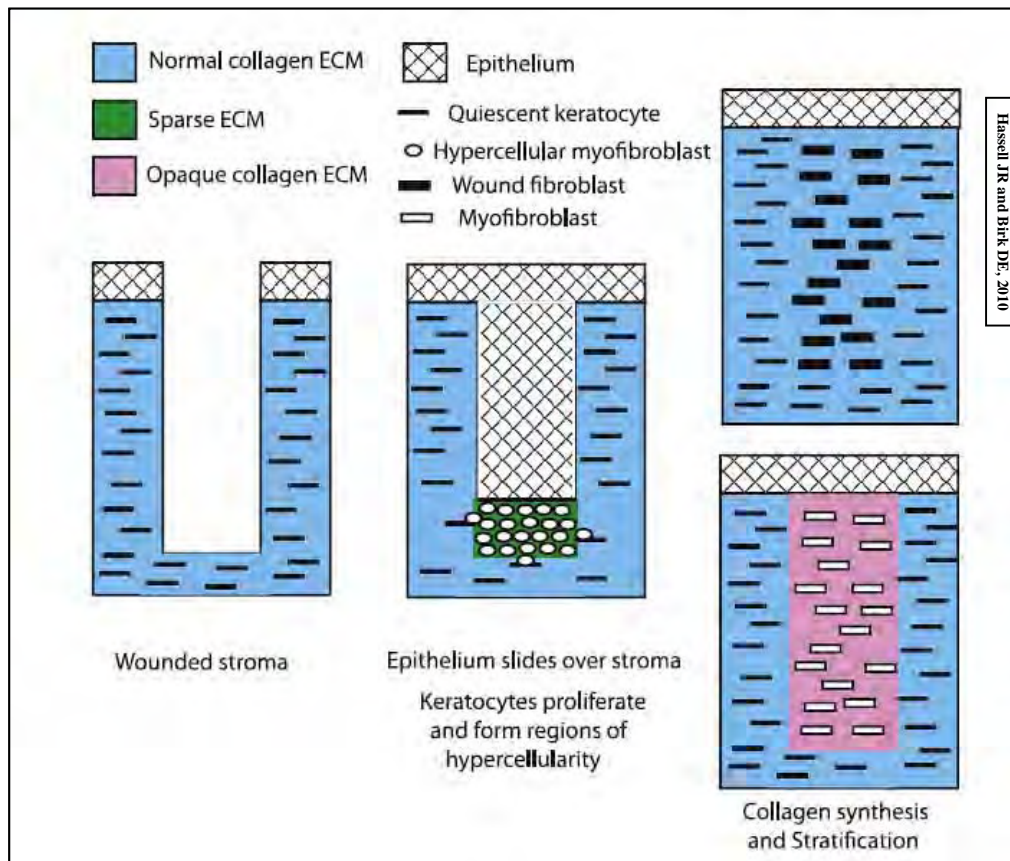 Normal collagen ECM
Sparse ECM
Opaque collagen ECM
Epithelium
Quiescent keratocyte
Hypercellular myofibroblast
Wound fibroblast
Myofibroblast
Hassell JR and Birk DE, 2010
Wounded stroma
Epithelium slides over stroma
Keratocytes proliferate
and form regions of
hypercellularity
Collagen synthesis
and Stratification